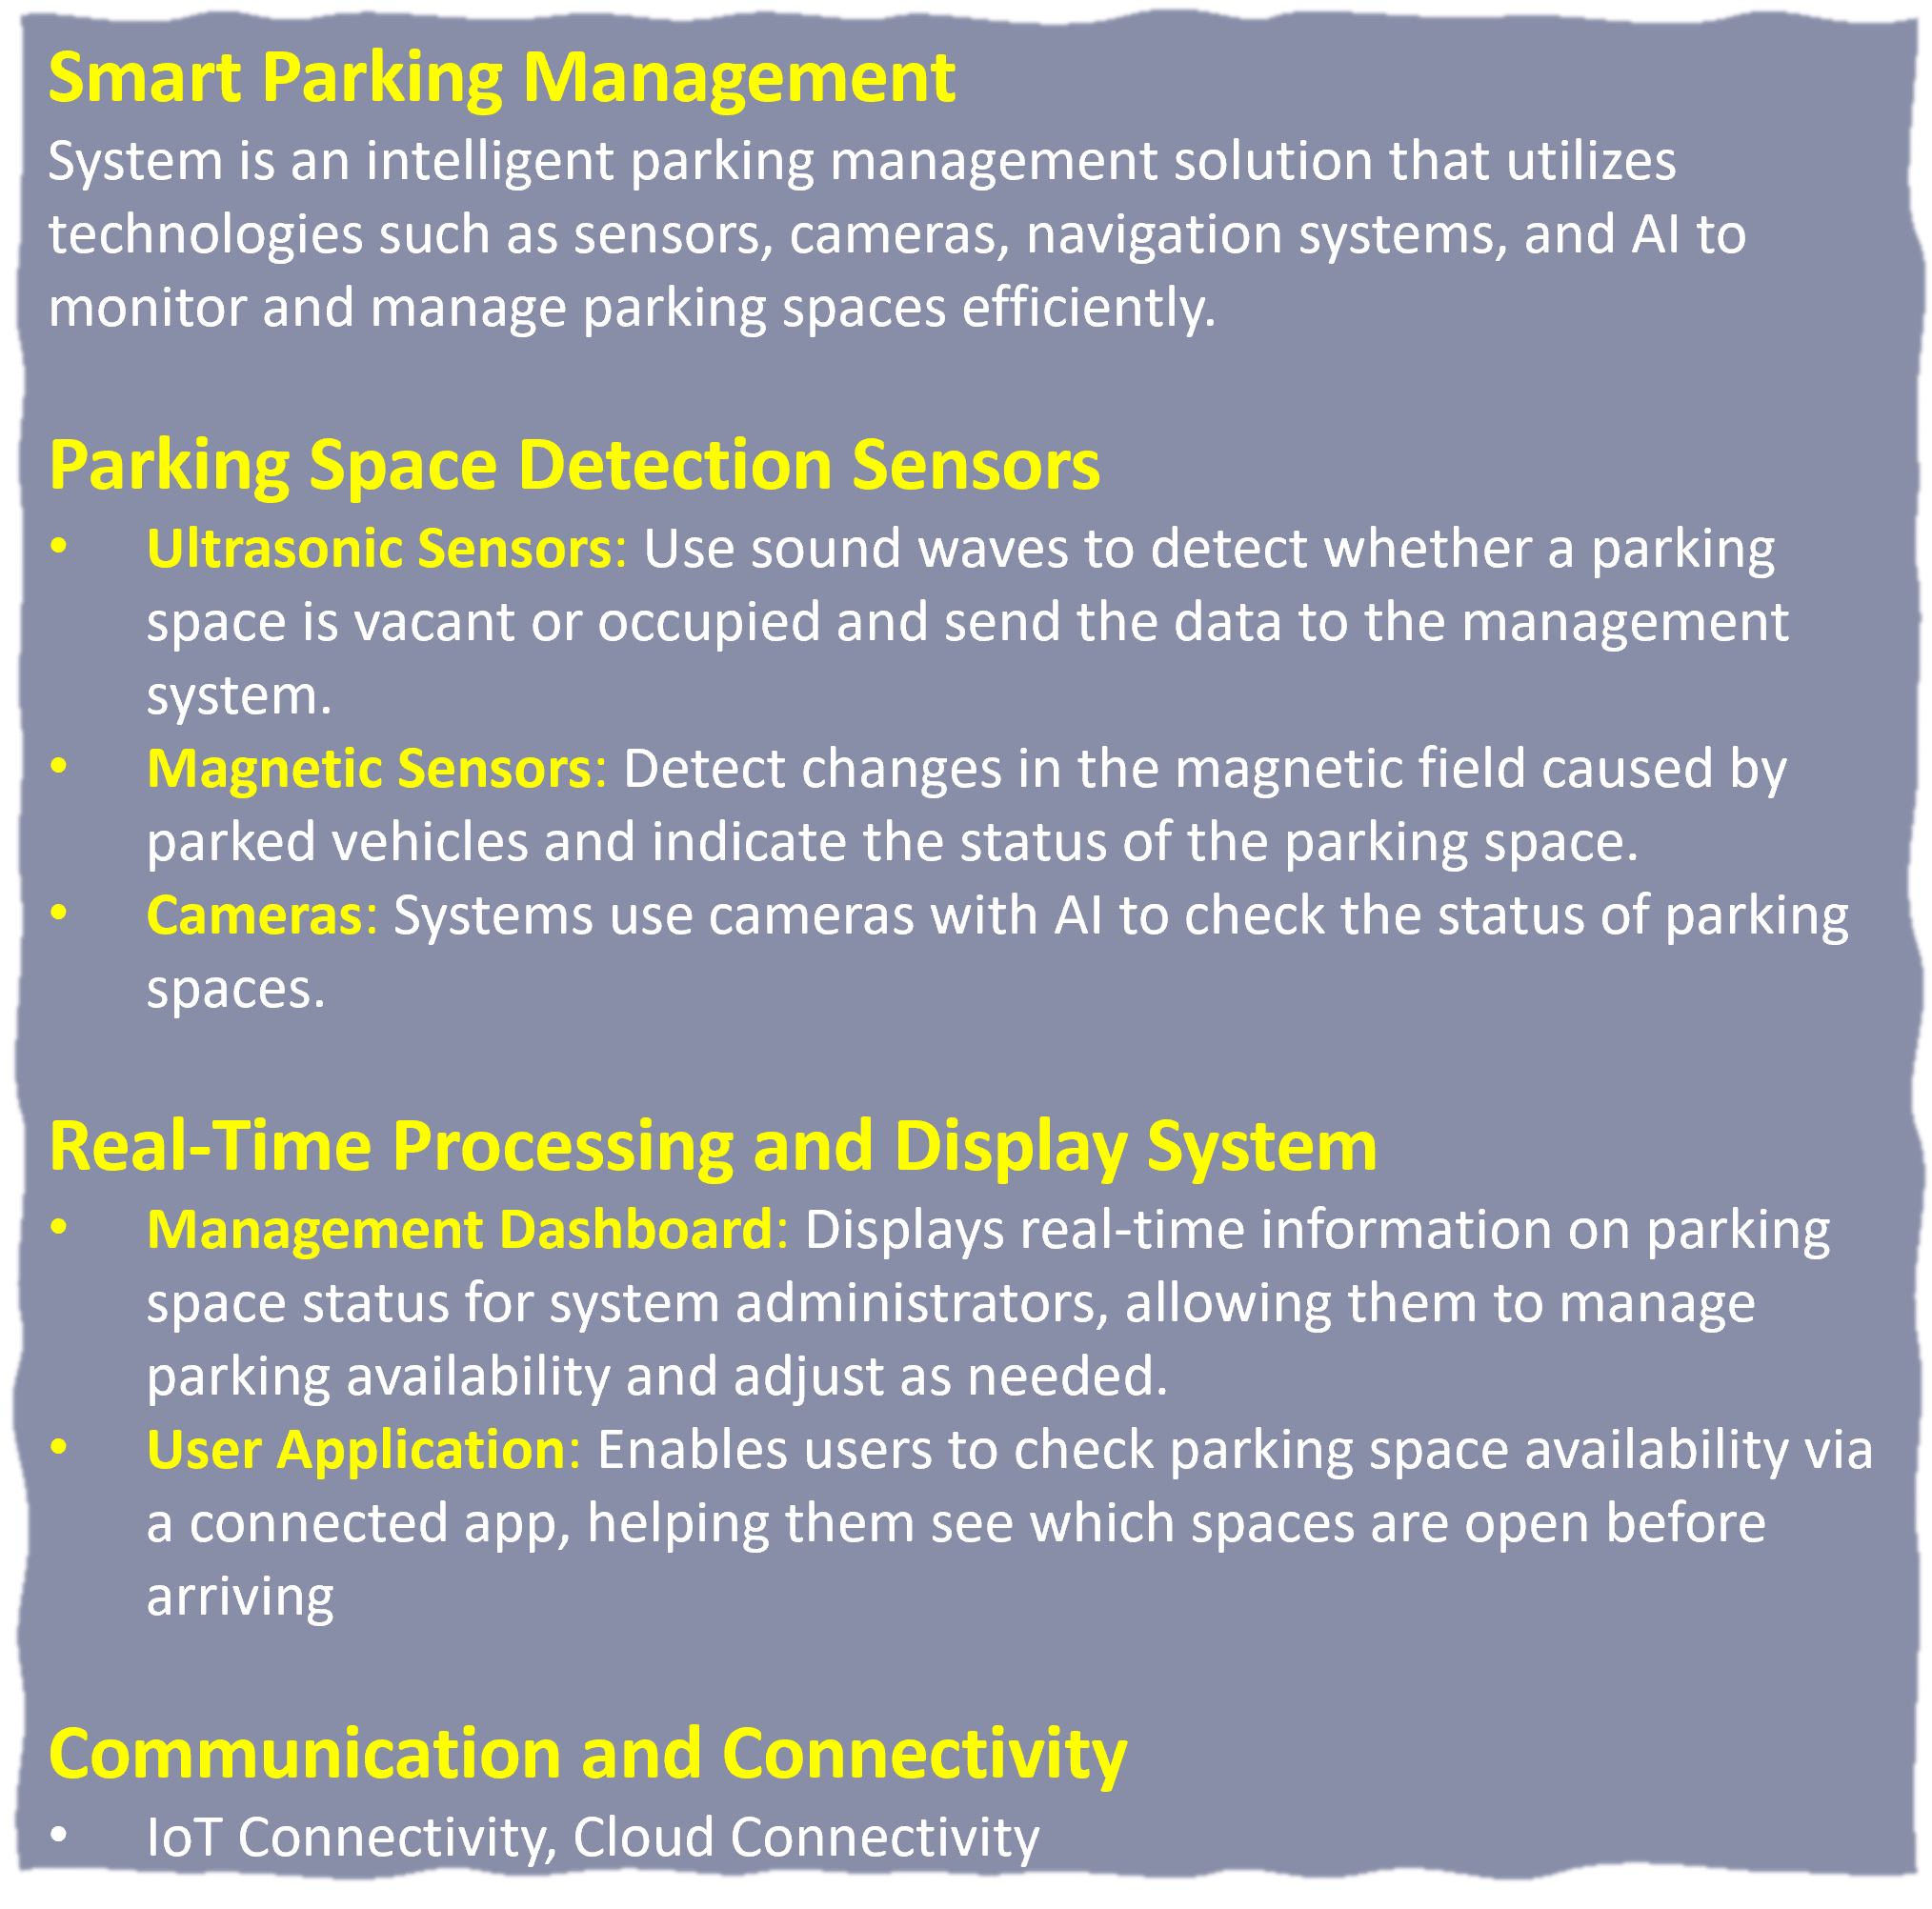 Smart Parking Management
System is an intelligent parking management solution that utilizes
technologies such as sensors, cameras, navigation systems, and AI to
monitor and manage parking spaces efficiently.
Parking Space Detection Sensors
• Ultrasonic Sensors: Use sound waves to detect whether a parking
space is vacant or occupied and send the data to the management
system.
• Magnetic Sensors: Detect changes in the magnetic field caused by
parked vehicles and indicate the status of the parking space.
• Cameras: Systems use cameras with AI to check the status of parking
spaces.
Real-Time Processing and Display System
• Management Dashboard: Displays real-time information on parking
space status for system administrators, allowing them to manage
parking availability and adjust as needed.
• User Application: Enables users to check parking space availability via
a connected app, helping them see which spaces are open before
arriving
Communication and Connectivity
• IoT Connectivity, Cloud Connectivity